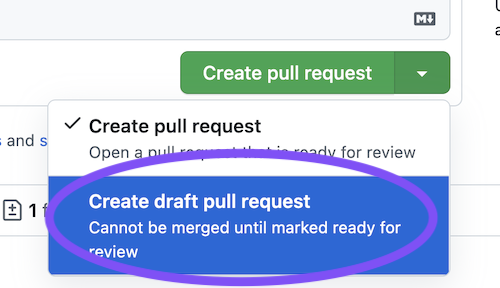 Create pull request
s and s
Create pull request
Open a pull request that is ready for review
1
Create draft pull request
Cannot be merged until marked ready for
review